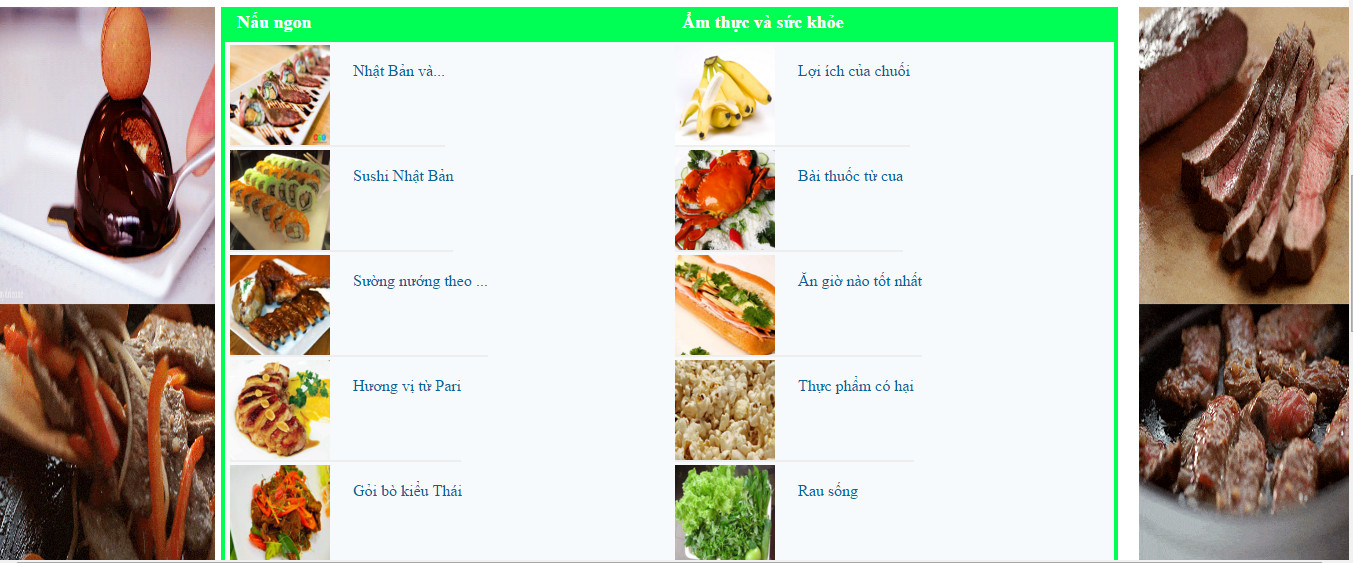 Nấu ngon
Nhật Bản và...
Sushi Nhật Bản
Sường nướng theo ...
Hương vị từ Pari
Gỏi bò kiểu Thái
Ẩm thực và sức khỏe
Lợi ích của chuối
Bài thuốc từ cua
Ăn giờ nào tốt nhất
Thực phẩm có hại
Rau sống